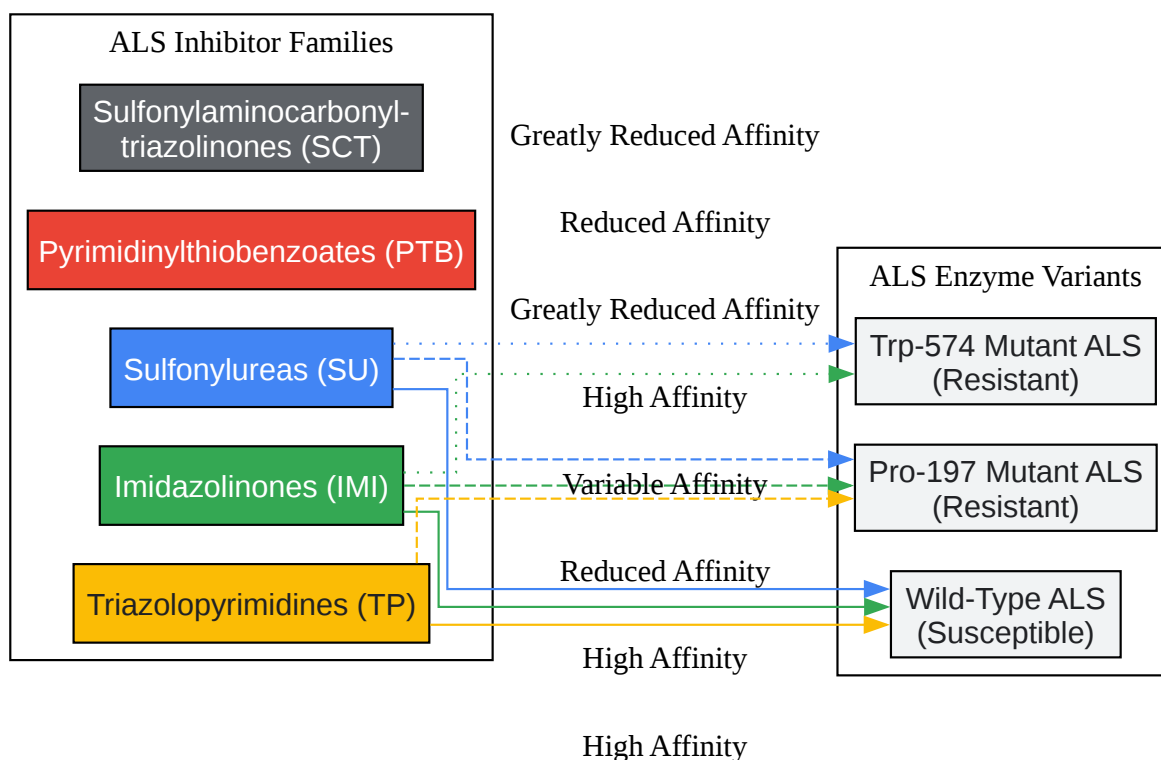 ALS Inhibitor Families
Sulfonylaminocarbonyl-
triazolinones (SCT)
Pyrimidinylthiobenzoates (PTB)
Sulfonylureas (SU)
Imidazolinones (IMI)
Triazolopyrimidines (TP)
Greatly Reduced Affinity
Reduced Affinity
Greatly Reduced Affinity
High Affinity
Variable Affinity
Reduced Affinity
High Affinity
High Affinity
ALS Enzyme Variants
Trp-574 Mutant ALS
(Resistant)
Pro-197 Mutant ALS
(Resistant)
Wild-Type ALS
(Susceptible)